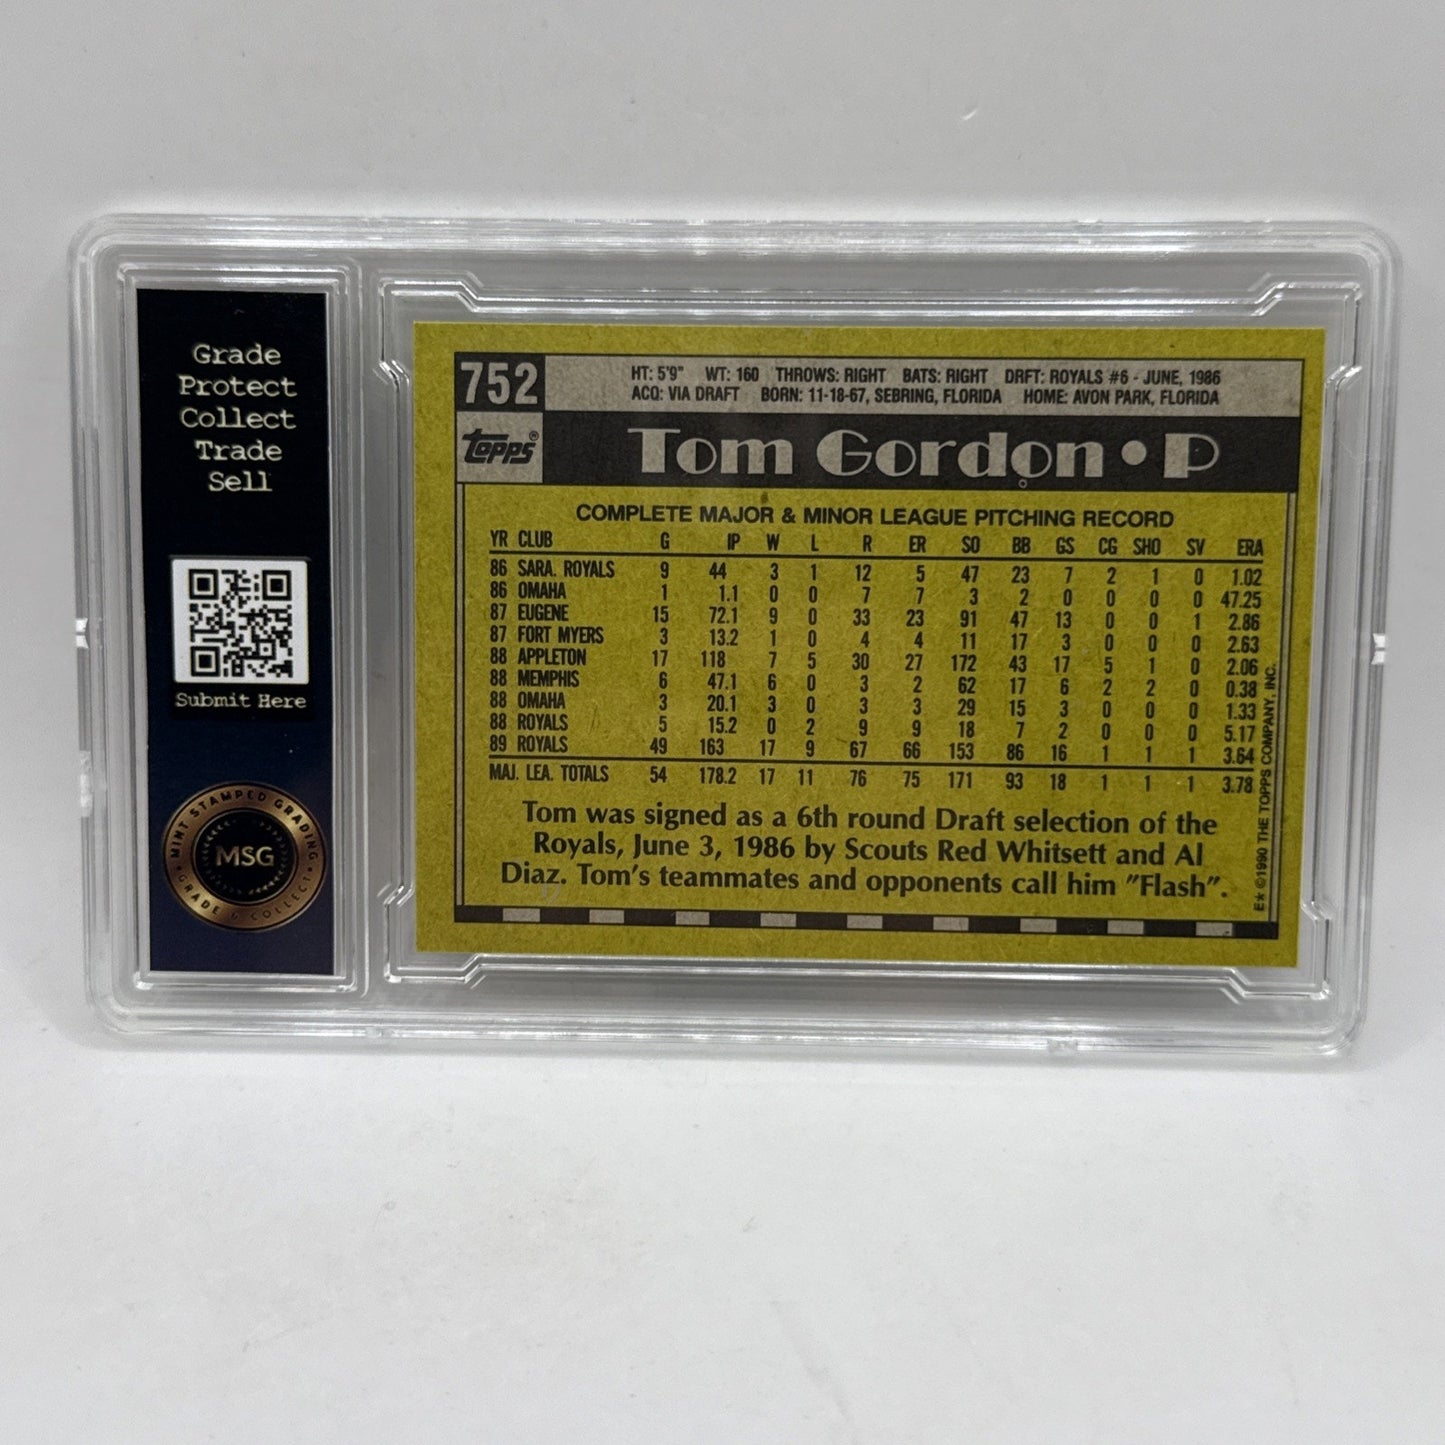 Grade
Protect
Collect
Trade
Sell
Submit Here
MINT STAMPED GRADING
MSG
GRADE & COLLECT
752
HT: 5'9" WT: 160 THROWS: RIGHT BATS: RIGHT DRFT: ROYALS #6 - JUNE, 1986
ACQ: VIA DRAFT BORN: 11-18-67, SEBRING, FLORIDA HOME: AVON PARK, FLORIDA
topps®
Tom Gordon • P
COMPLETE MAJOR & MINOR LEAGUE PITCHING RECORD
YR CLUB G IP W L R ER SO BB GS CG SHO SV ERA
86 SARA. ROYALS 9 44 3 1 12 5 47 23 7 2 1 0 1.02
86 OMAHA 1 1.1 0 0 7 7 3 2 0 0 0 0 47.25
87 EUGENE 15 72.1 9 0 33 23 91 47 13 0 0 1 2.86
87 FORT MYERS 3 13.2 1 0 4 4 11 17 3 0 0 0 2.63
88 APPLETON 17 118 7 5 30 27 172 43 17 5 1 0 2.06
88 MEMPHIS 6 47.1 6 0 3 2 62 17 6 2 2 0 0.38
88 OMAHA 3 20.1 3 0 3 3 29 15 3 0 0 0 1.33
88 ROYALS 5 15.2 0 2 9 9 18 7 2 0 0 0 5.17
89 ROYALS 49 163 17 9 67 66 153 86 16 1 1 1 3.64
MAJ. LEA. TOTALS 54 178.2 17 11 76 75 171 93 18 1 1 1 3.78
Tom was signed as a 6th round Draft selection of the
Royals, June 3, 1986 by Scouts Red Whitsett and Al
Diaz. Tom's teammates and opponents call him "Flash".
E* ©1990 THE TOPPS COMPANY, INC.